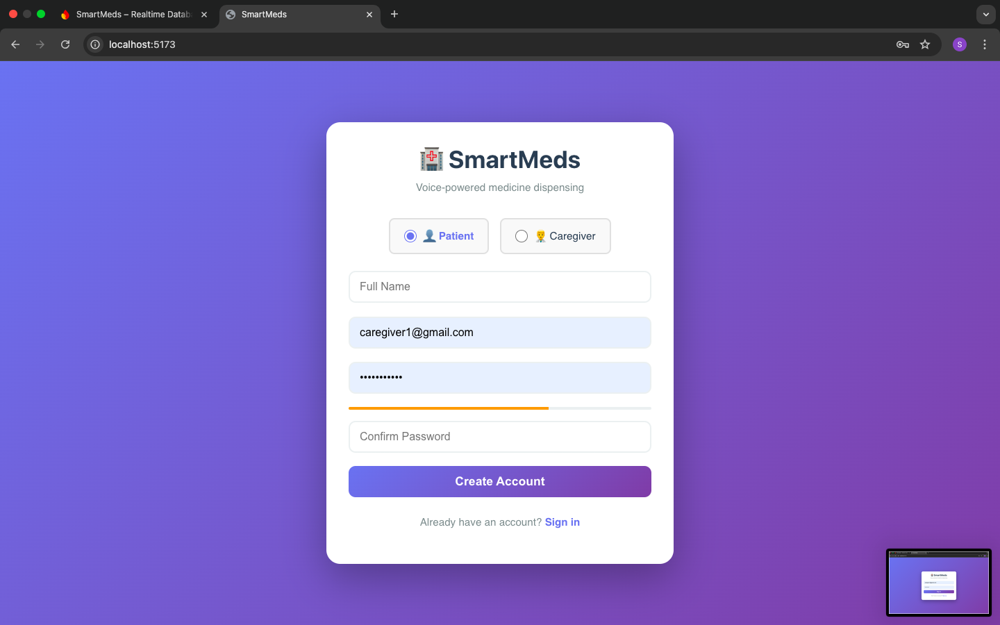 SmartMeds – Realtime Datab
SmartMeds
localhost:5173
S
SmartMeds
Voice-powered medicine dispensing
Patient
Caregiver
Full Name
caregiver1@gmail.com
•••••••••••
Confirm Password
Create Account
Already have an account? Sign in